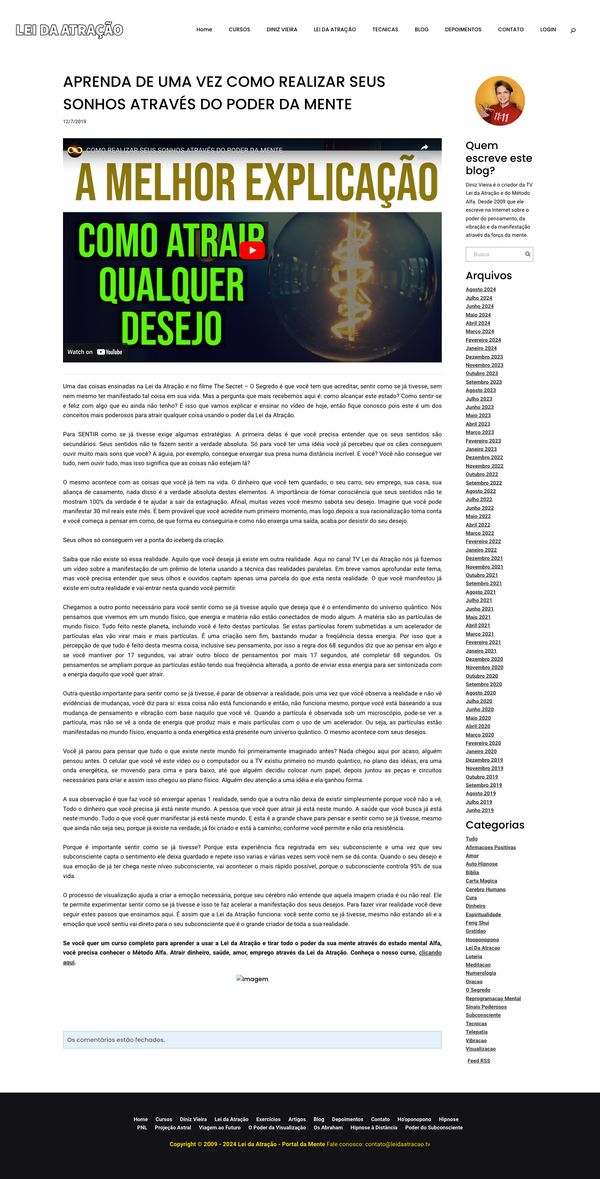 LEI DA ATRAÇÃO
Home CURSOS DINIZ VIEIRA LEI DA ATRAÇÃO TECNICAS BLOG DEPOIMENTOS CONTATO LOGIN
APRENDA DE UMA VEZ COMO REALIZAR SEUS
SONHOS ATRAVÉS DO PODER DA MENTE
12/7/2019
COMO REALIZAR SEUS SONHOS ATRAVÉS DO PODER DA MENTE
A MELHOR EXPLICAÇÃO
COMO ATRAIR
QUALQUER
DESEJO
Watch on YouTube
Uma das coisas ensinadas na Lei da Atração e no filme The Secret – O Segredo é que você tem que acreditar, sentir como se já tivesse, sem
nem mesmo ter manifestado tal coisa em sua vida. Mas a pergunta que mais recebemos aqui é: como alcançar este estado? Como sentir-se
e feliz com algo que eu ainda não tenho? É isso que vamos explicar e ensinar no vídeo de hoje, então fique conosco pois este é um dos
conceitos mais poderosos para atrair qualquer coisa usando o poder da Lei da Atração.
Para SENTIR como se já tivesse exige algumas estratégias. A primeira delas é que você precisa entender que os seus sentidos são
secundários. Seus sentidos não te fazem sentir a verdade absoluta. Só para você ter uma idéia você já percebeu que os cães conseguem
ouvir muito mais sons que você? A águia, por exemplo, consegue enxergar sua presa numa distância incrível. E você? Você não consegue ver
tudo, nem ouvir tudo, mas isso significa que as coisas não estejam lá?
O mesmo acontece com as coisas que você já tem na vida. O dinheiro que você tem guardado, o seu carro, seu emprego, sua casa, sua
aliança de casamento, nada disso é a verdade absoluta destes elementos. A importância de tomar consciência que seus sentidos não te
mostram 100% da verdade é te ajudar a sair da estagnação. Afinal, muitas vezes você mesmo sabota seu desejo. Imagine que você pode
manifestar 30 mil reais este mês. É bem provável que você acredite num primeiro momento, mas logo depois a sua racionalização toma conta
e você começa a pensar em como, de que forma eu conseguiria e como não enxerga uma saída, acaba por desistir do seu desejo.
Seus olhos só conseguem ver a ponta do iceberg da criação.
Saiba que não existe só essa realidade. Aquilo que você deseja já existe em outra realidade. Aqui no canal TV Lei da Atração nós já fizemos
um vídeo sobre a manifestação de um prêmio de loteria usando a técnica das realidades paralelas. Em breve vamos aprofundar este tema,
mas você precisa entender que seus olhos e ouvidos captam apenas uma parcela do que esta nesta realidade. O que você manifestou já
existe em outra realidade e vai entrar nesta quando você permitir.
Chegamos a outro ponto necessário para você sentir como se já tivesse aquilo que deseja que é o entendimento do universo quântico. Nós
pensamos que vivemos em um mundo físico, que energia e matéria não estão conectados de modo algum. A matéria são as partículas de
mundo físico. Tudo feito neste planeta, incluindo você é feito destas partículas. Se estas partículas forem submetidas a um acelerador de
partículas elas vão virar mais e mais partículas. É uma criação sem fim, bastando mudar a freqüência dessa energia. Por isso que a
percepção de que tudo é feito desta mesma coisa, inclusive seu pensamento, por isso a regra dos 68 segundos diz que ao pensar em algo e
se você mantiver por 17 segundos, vai atrair outro bloco de pensamentos por mais 17 segundos, até completar 68 segundos. Os
pensamentos se ampliam porque as partículas estão tendo sua freqüência alterada, a ponto de enviar essa energia para ser sintonizada com
a energia daquilo que você quer atrair.
Outra questão importante para sentir como se já tivesse, é parar de observar a realidade, pois uma vez que você observa a realidade e não vê
evidências de mudanças, você diz para si: essa coisa não está funcionando e então, não funciona mesmo, porque você está baseando a sua
mudança de pensamento e vibração com base naquilo que você vê. Quando a partícula é observada sob um microscópio, pode-se ver a
partícula, mas não se vê a onda de energia que produz mais e mais partículas com o uso de um acelerador. Ou seja, as partículas estão
manifestadas no mundo físico, enquanto a onda energética está presente num universo quântico. O mesmo acontece com seus desejos.
Você já parou para pensar que tudo o que existe neste mundo foi primeiramente imaginado antes? Nada chegou aqui por acaso, alguém
pensou antes. O celular que você vê este vídeo ou o computador ou a TV existiu primeiro no mundo quântico, no plano das idéias, era uma
onda energética, se movendo para cima e para baixo, até que alguém decidiu colocar num papel, depois juntou as peças e circuitos
necessários para criar e assim isso chegou ao plano físico. Alguém deu atenção a uma idéia e ela ganhou forma.
A sua observação é que faz você só enxergar apenas 1 realidade, sendo que a outra não deixa de existir simplesmente porque você não a vê,
Todo o dinheiro que você precisa já está neste mundo. A pessoa que você quer atrair já está neste mundo. A saúde que você busca já está
neste mundo. Tudo o que você quer manifestar já está neste mundo. E esta é a grande chave para pensar e sentir como se já tivesse, mesmo
que ainda não seja seu, porque já existe na verdade, já foi criado e está à caminho, conforme você permite e não cria resistência.
Porque é importante sentir como se já tivesse? Porque esta experiência fica registrada em seu subconsciente e uma vez que seu
subconsciente capta o sentimento ele deixa guardado e repete isso varias e várias vezes sem você nem se dá conta. Quando o seu desejo e
sua emoção de já ter chega neste níveo subconsciente, vai acontecer o mais rápido possível, porque o subconsciente controla 95% de sua
vida.
O processo de visualização ajuda a criar a emoção necessária, porque seu cérebro não entende que aquela imagem criada é ou não real. Ele
te permite experimentar sentir como se já tivesse e isso te faz acelerar a manifestação dos seus desejos. Para fazer virar realidade você deve
seguir estes passos que ensinamos aqui. É assim que a Lei da Atração funciona: você sente como se já tivesse, mesmo não estando ali e a
emoção que você sentiu vai direto para o seu subconsciente que é o grande criador de toda a sua realidade.
Se você quer um curso completo para aprender a usar a Lei da Atração e tirar todo o poder da sua mente através do estado mental Alfa,
você precisa conhecer o Método Alfa. Atrair dinheiro, saúde, amor, emprego através da Lei da Atração. Conheça o nosso curso, clicando
aqui.
Imagem
Os comentários estão fechados.
11:11
Quem
escreve este
blog?
Diniz Vieira é o criador da TV
Lei da Atração e do Método
Alfa. Desde 2009 que ele
escreve na Internet sobre o
poder do pensamento, da
vibração e da manifestação
através da força da mente.
Busca
Arquivos
Agosto 2024
Julho 2024
Junho 2024
Maio 2024
Abril 2024
Março 2024
Fevereiro 2024
Janeiro 2024
Dezembro 2023
Novembro 2023
Outubro 2023
Setembro 2023
Agosto 2023
Julho 2023
Junho 2023
Maio 2023
Abril 2023
Março 2023
Fevereiro 2023
Janeiro 2023
Dezembro 2022
Novembro 2022
Outubro 2022
Setembro 2022
Agosto 2022
Julho 2022
Junho 2022
Maio 2022
Abril 2022
Março 2022
Fevereiro 2022
Janeiro 2022
Dezembro 2021
Novembro 2021
Outubro 2021
Setembro 2021
Agosto 2021
Julho 2021
Junho 2021
Maio 2021
Abril 2021
Março 2021
Fevereiro 2021
Janeiro 2021
Dezembro 2020
Novembro 2020
Outubro 2020
Setembro 2020
Agosto 2020
Julho 2020
Junho 2020
Maio 2020
Abril 2020
Março 2020
Fevereiro 2020
Janeiro 2020
Dezembro 2019
Novembro 2019
Outubro 2019
Setembro 2019
Agosto 2019
Julho 2019
Junho 2019
Categorias
Tudo
Afirmacoes Positivas
Amor
Auto Hipnose
Biblia
Carta Magica
Cerebro Humano
Cura
Dinheiro
Espiritualidade
Feng Shui
Gratidao
Hooponopono
Lei Da Atracao
Loteria
Meditacao
Numerologia
Oracao
O Segredo
Reprogramacao Mental
Sinais Poderosos
Subconsciente
Tecnicas
Telepatia
Vibracao
Visualizacao
Feed RSS
Home Cursos Diniz Vieira Lei da Atração Exercícios Artigos Blog Depoimentos Contato Ho'oponopono Hipnose
PNL Projeção Astral Viagem ao Futuro O Poder da Visualização Os Abraham Hipnose à Distância Poder do Subconsciente
Copyright © 2009 - 2024 Lei da Atração - Portal da Mente Fale conosco: contato@leidaatracao.tv